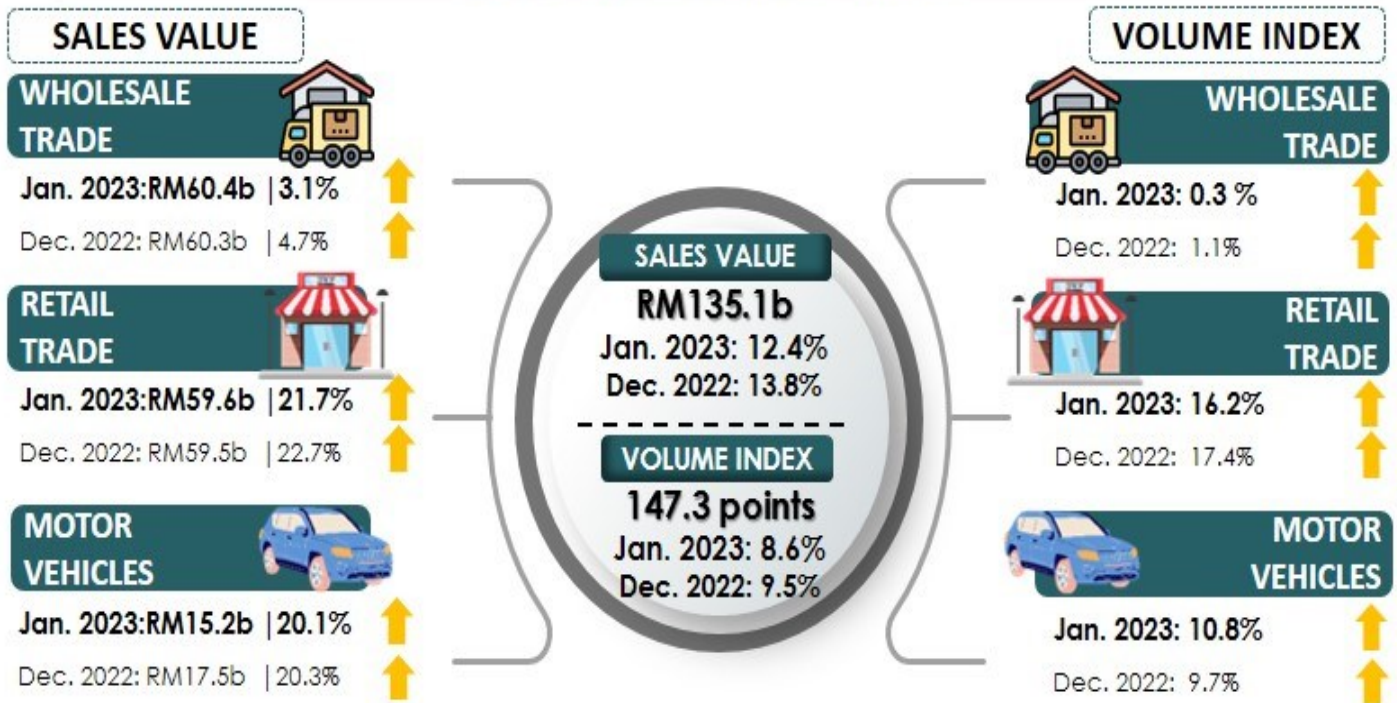 SALES VALUE
WHOLESALE
TRADE
Jan. 2023:RM60.4b | 3.1%
Dec. 2022: RM60.3b | 4.7%
RETAIL
TRADE
Jan. 2023:RM59.6b | 21.7%
Dec. 2022: RM59.5b | 22.7%
MOTOR
VEHICLES
Jan. 2023:RM15.2b | 20.1%
Dec. 2022: RM17.5b | 20.3%
SALES VALUE
RM135.1b
Jan. 2023: 12.4%
Dec. 2022: 13.8%
VOLUME INDEX
147.3 points
Jan. 2023: 8.6%
Dec. 2022: 9.5%
VOLUME INDEX
WHOLESALE
TRADE
Jan. 2023: 0.3 %
Dec. 2022: 1.1%
RETAIL
TRADE
Jan. 2023: 16.2%
Dec. 2022: 17.4%
MOTOR
VEHICLES
Jan. 2023: 10.8%
Dec. 2022: 9.7%